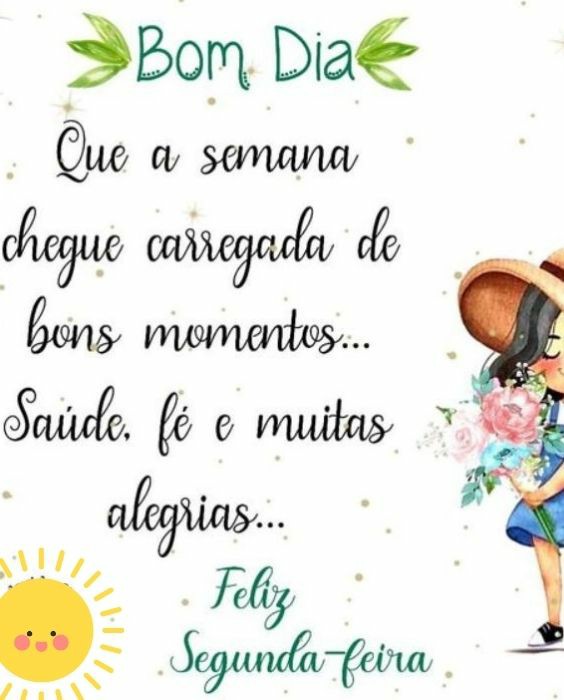 Bom Dia
Que a semana
chegue carregada de
bons momentos...
Saúde, fé e muitas
alegrias...
Feliz
Segunda-feira